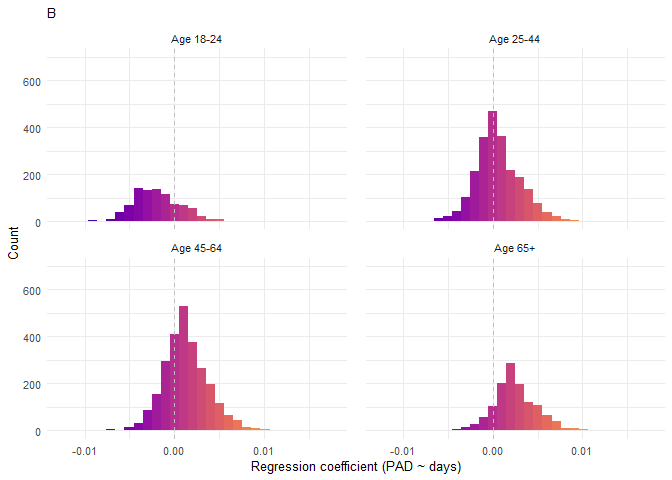 B
Age 18-24
Age 25-44
600
400
200
0
Count
Age 45-64
Age 65+
600
400
200
0
-0.01
0.00
0.01
-0.01
0.00
0.01
Regression coefficient (PAD ~ days)